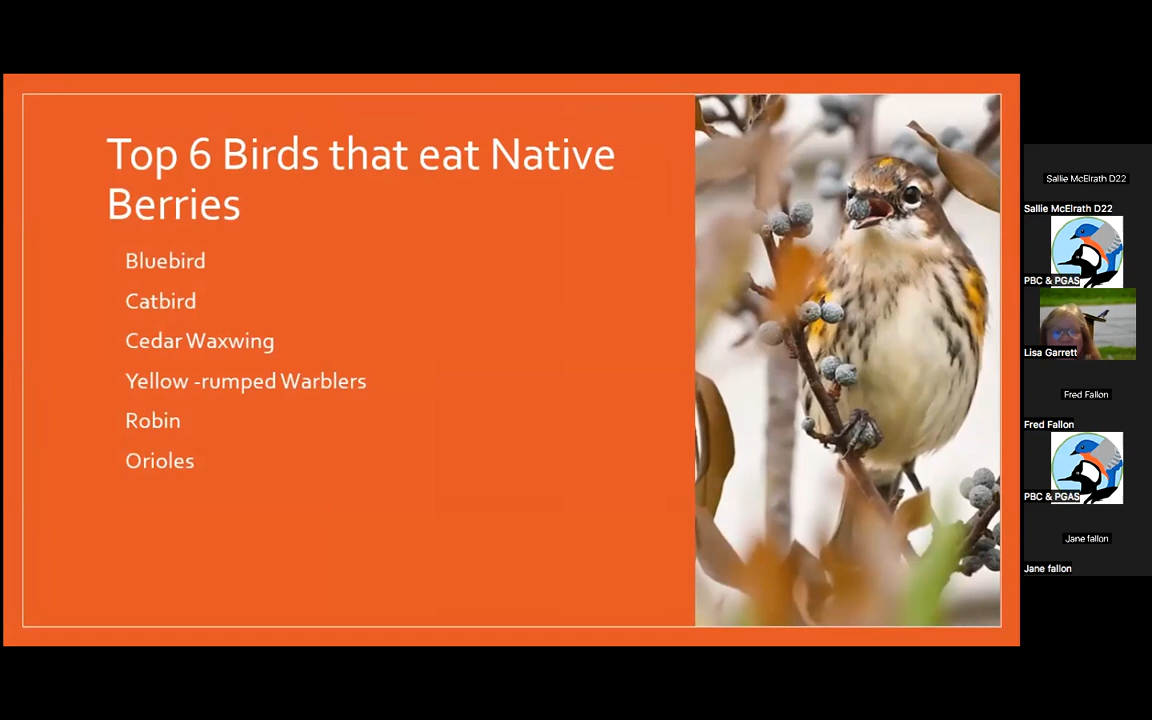 Top 6 Birds that eat Native
Berries
Bluebird
Catbird
Cedar Waxwing
Yellow -rumped Warblers
Robin
Orioles
Sallie McElrath D22
Sallie McElrath D22
PBC & PGAS
Lisa Garrett
Fred Fallon
Fred Fallon
PBC & PGAS
Jane fallon
Jane fallon